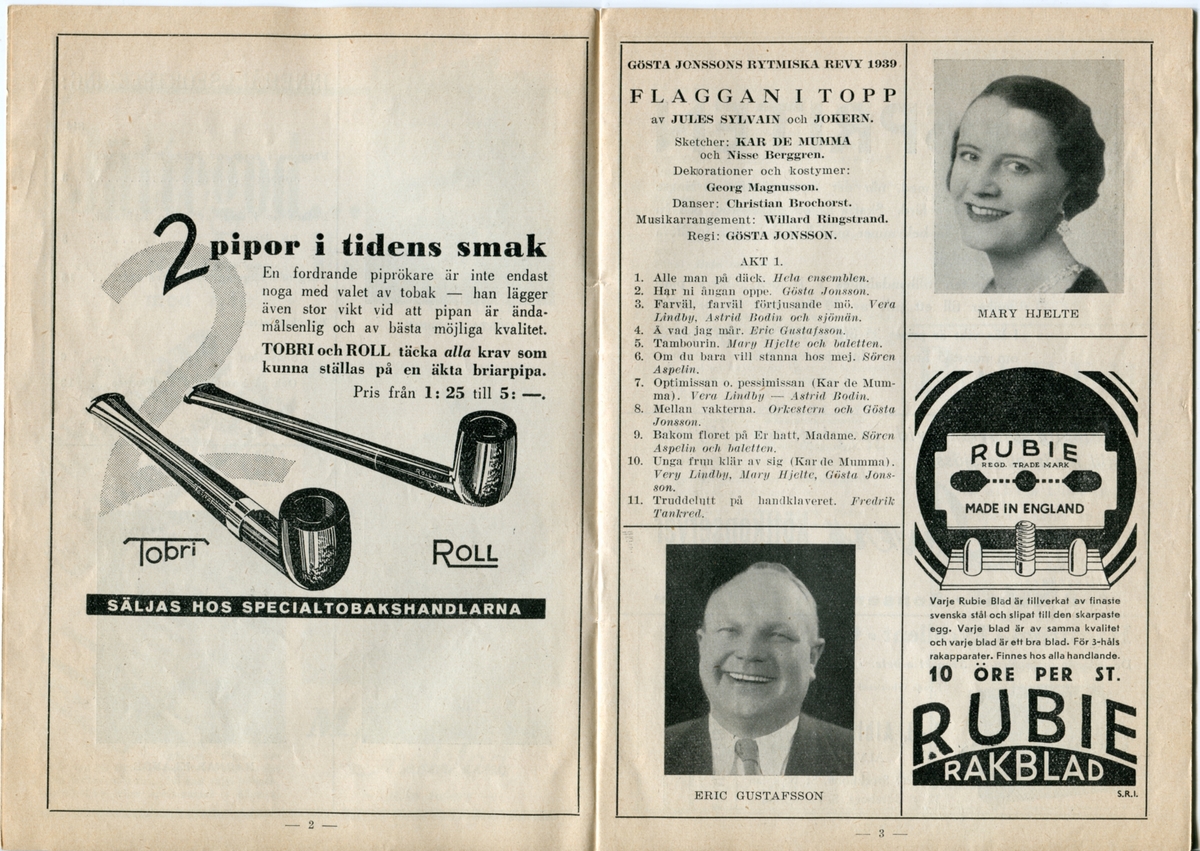 2 pipor i tidens smak
En fordrande piprökare är inte endast
noga med valet av tobak — han lägger
även stor vikt vid att pipan är ända-
målsenlig och av bästa möjliga kvalitet.
TOBRI och ROLL täcka alla krav som
kunna ställas på en äkta briarpipa.
Pris från 1:25 till 5:—.
Tobri
ROLL
SÄLJAS HOS SPECIALTOBAKSHANDLARNA
— 2 —
GÖSTA JONSSONS RYTMISKA REVY 1939
FLAGGAN I TOPP
av JULES SYLVAIN och JOKERN.
Sketcher: KAR DE MUMMA
och Nisse Berggren.
Dekorationer och kostymer:
Georg Magnusson.
Danser: Christian Brochorst.
Musikarrangement: Willard Ringstrand.
Regi: GÖSTA JONSSON.
AKT 1.
1. Alle man på däck. Hela ensemblen.
2. Har ni ångan oppe. Gösta Jonsson.
3. Farväl, farväl förtjusande mö. Vera
Lindby, Astrid Bodin och sjömän.
4. Å vad jag mår. Eric Gustafsson.
5. Tambourin. Mary Hjelte och baletten.
6. Om du bara vill stanna hos mej. Sören
Aspelin.
7. Optimissan o. pessimissan (Kar de Mum-
ma). Vera Lindby — Astrid Bodin.
8. Mellan vakterna. Orkestern och Gösta
Jonsson.
9. Bakom floret på Er hatt, Madame. Sören
Aspelin och baletten.
10. Unga frun klär av sig (Kar de Mumma).
Very Lindby, Mary Hjelte, Gösta Jons-
son.
11. Truddelutt på handklaveret. Fredrik
Tankred.
ERIC GUSTAFSSON
MARY HJELTE
RUBIE
REGD. TRADE MARK
MADE IN ENGLAND
Varje Rubie Blad är tillverkat av finaste
svenska stål och slipat till den skarpaste
egg. Varje blad är av samma kvalitet
och varje blad är ett bra blad. För 3-håls
rakapparater. Finnes hos alla handlande.
10 ÖRE PER ST.
RUBIE
RAKBLAD
S.R.I.
— 3 —